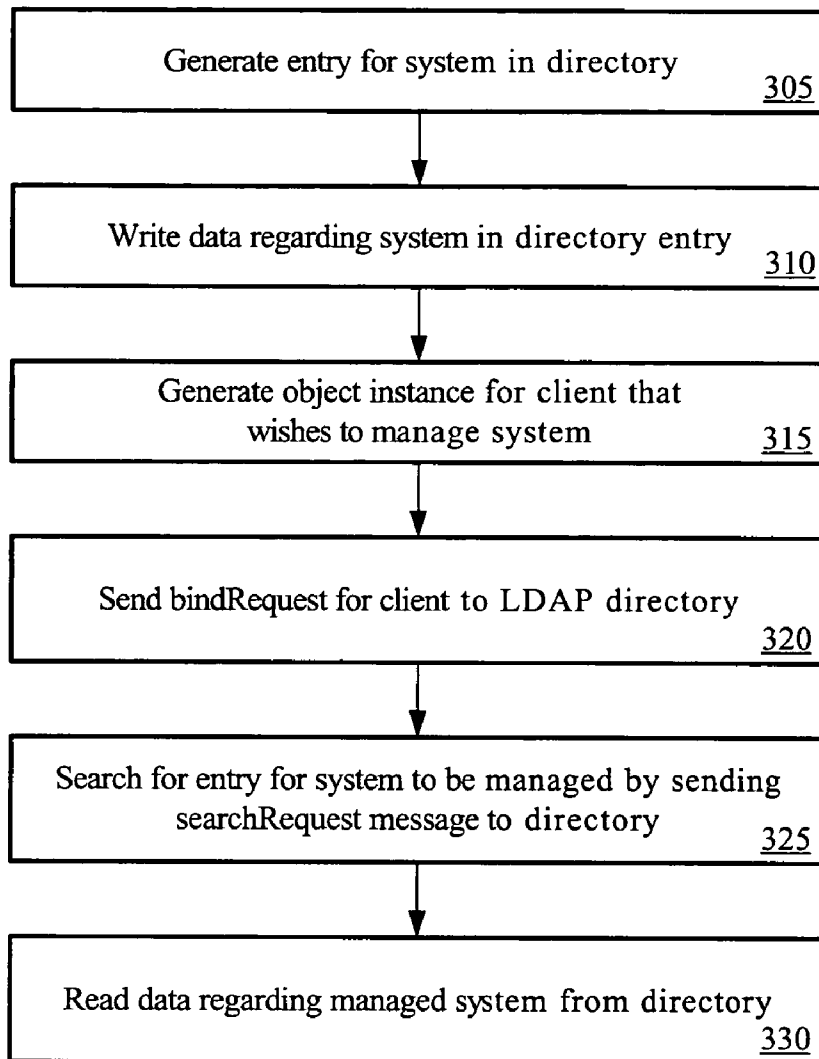 Generate entry for system in directory
305
Write data regarding system in directory entry
310
Generate object instance for client that
wishes to manage system
315
Send bindRequest for client to LDAP directory
320
Search for entry for system to be managed by sending
searchRequest message to directory
325
Read data regarding managed system from directory
330